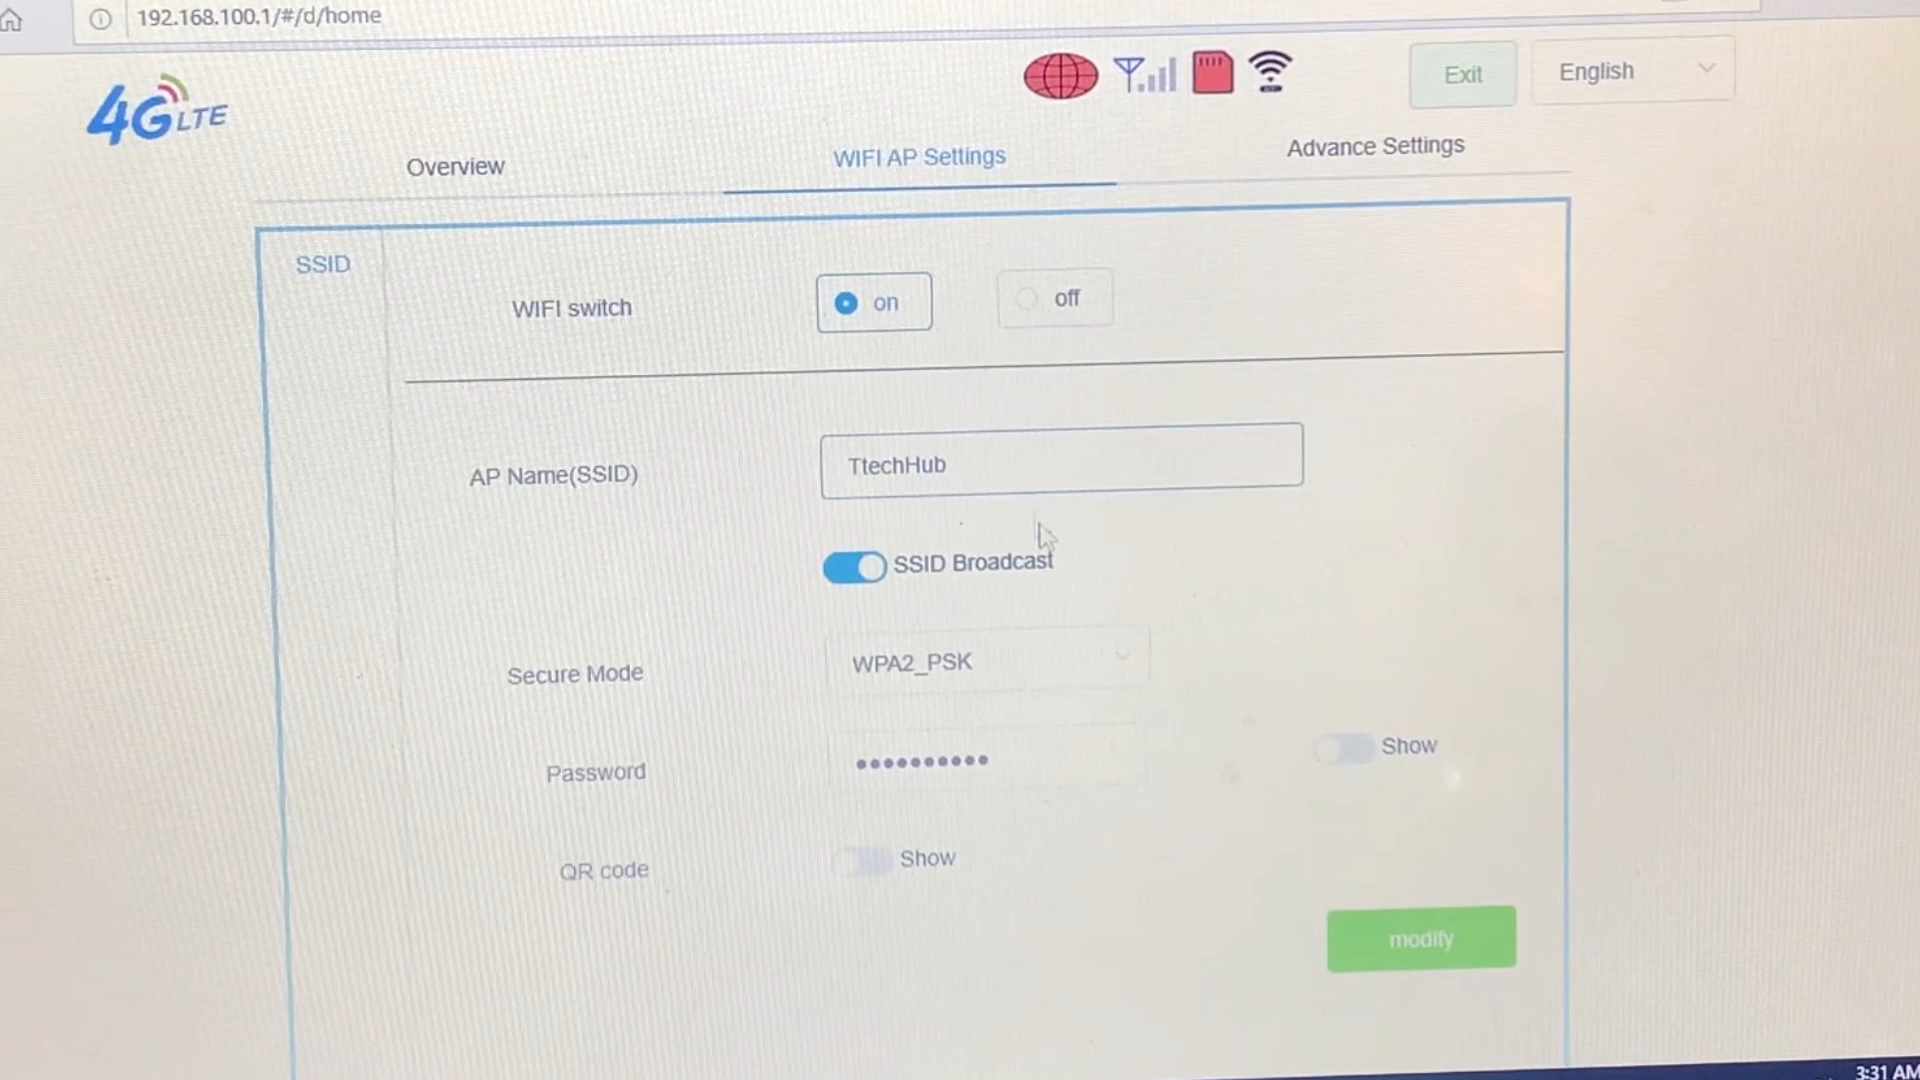 192.168.100.1/#/d/home
4G LTE
Exit
English
Overview
WIFI AP Settings
Advance Settings
SSID
WIFI switch
on
off
AP Name(SSID)
TtechHub
SSID Broadcast
Secure Mode
WPA2_PSK
Password
••••••••••
Show
QR code
Show
modify
3:31 AM